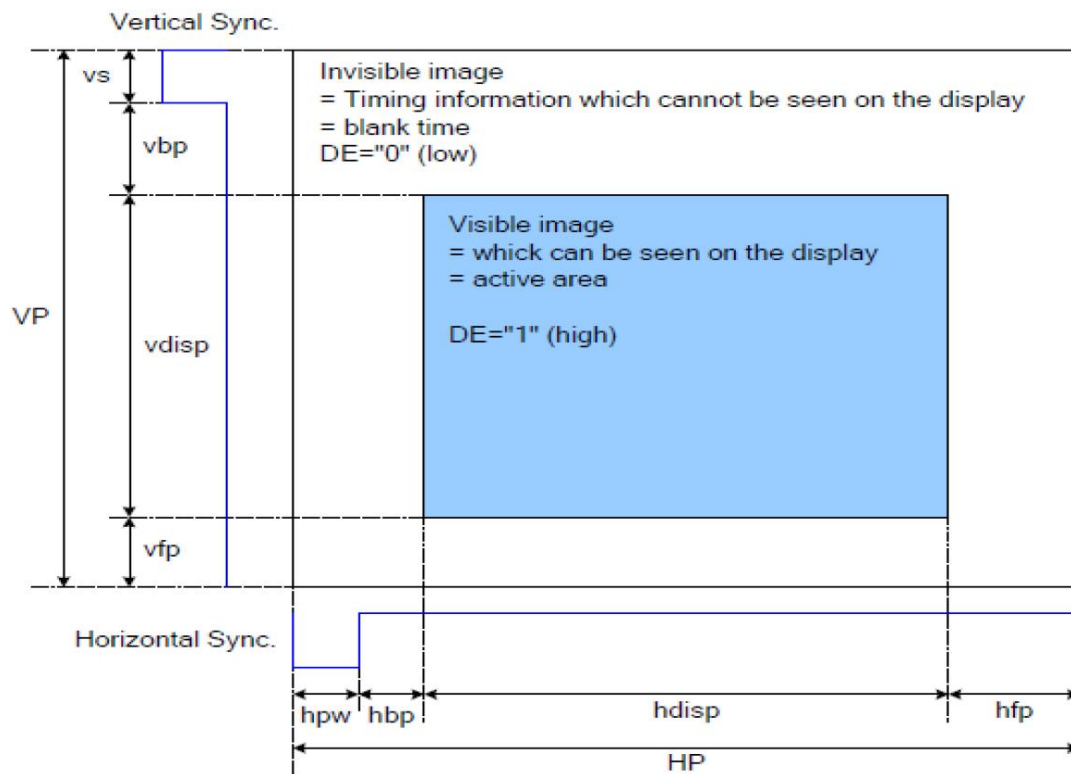 Vertical Sync.
vs
Invisible image
= Timing information which cannot be seen on the display
= blank time
DE="0" (low)
vbp
Visible image
= whick can be seen on the display
= active area
DE="1" (high)
VP
vdisp
vfp
Horizontal Sync.
hpw
hbp
hdisp
hfp
HP